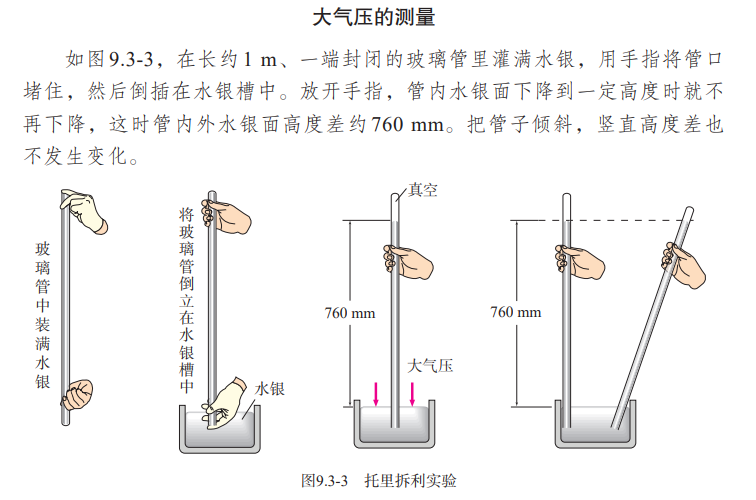 大气压的测量
如图9.3-3，在长约1 m、一端封闭的玻璃管里灌满水银，用手指将管口
堵住，然后倒插在水银槽中。放开手指，管内水银面下降到一定高度时就不
再下降，这时管内外水银面高度差约760 mm。把管子倾斜，竖直高度差也
不发生变化。
玻璃管中装满水银
将玻璃管倒立在水银槽中
水银
真空
760 mm
大气压
760 mm
图9.3-3 托里拆利实验